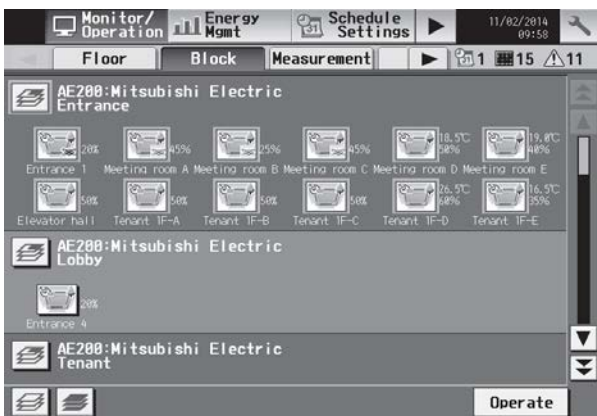 Monitor/
Operation
Energy
Mgmt
31
Schedule
Settings
11/02/2014
09:58
Floor
Block
Measurement
31
1
15
11
AE200:Mitsubishi Electric
Entrance
20%
45%
25%
45%
18.5℃
50%
19.0℃
40%
Entrance 1
Meeting room A
Meeting room B
Meeting room C
Meeting room D
Meeting room E
50%
50%
50%
50%
26.5℃
60%
16.5℃
35%
Elevator hall
Tenant 1F-A
Tenant 1F-B
Tenant 1F-C
Tenant 1F-D
Tenant 1F-E
AE200:Mitsubishi Electric
Lobby
20%
Entrance 4
AE200:Mitsubishi Electric
Tenant
Operate